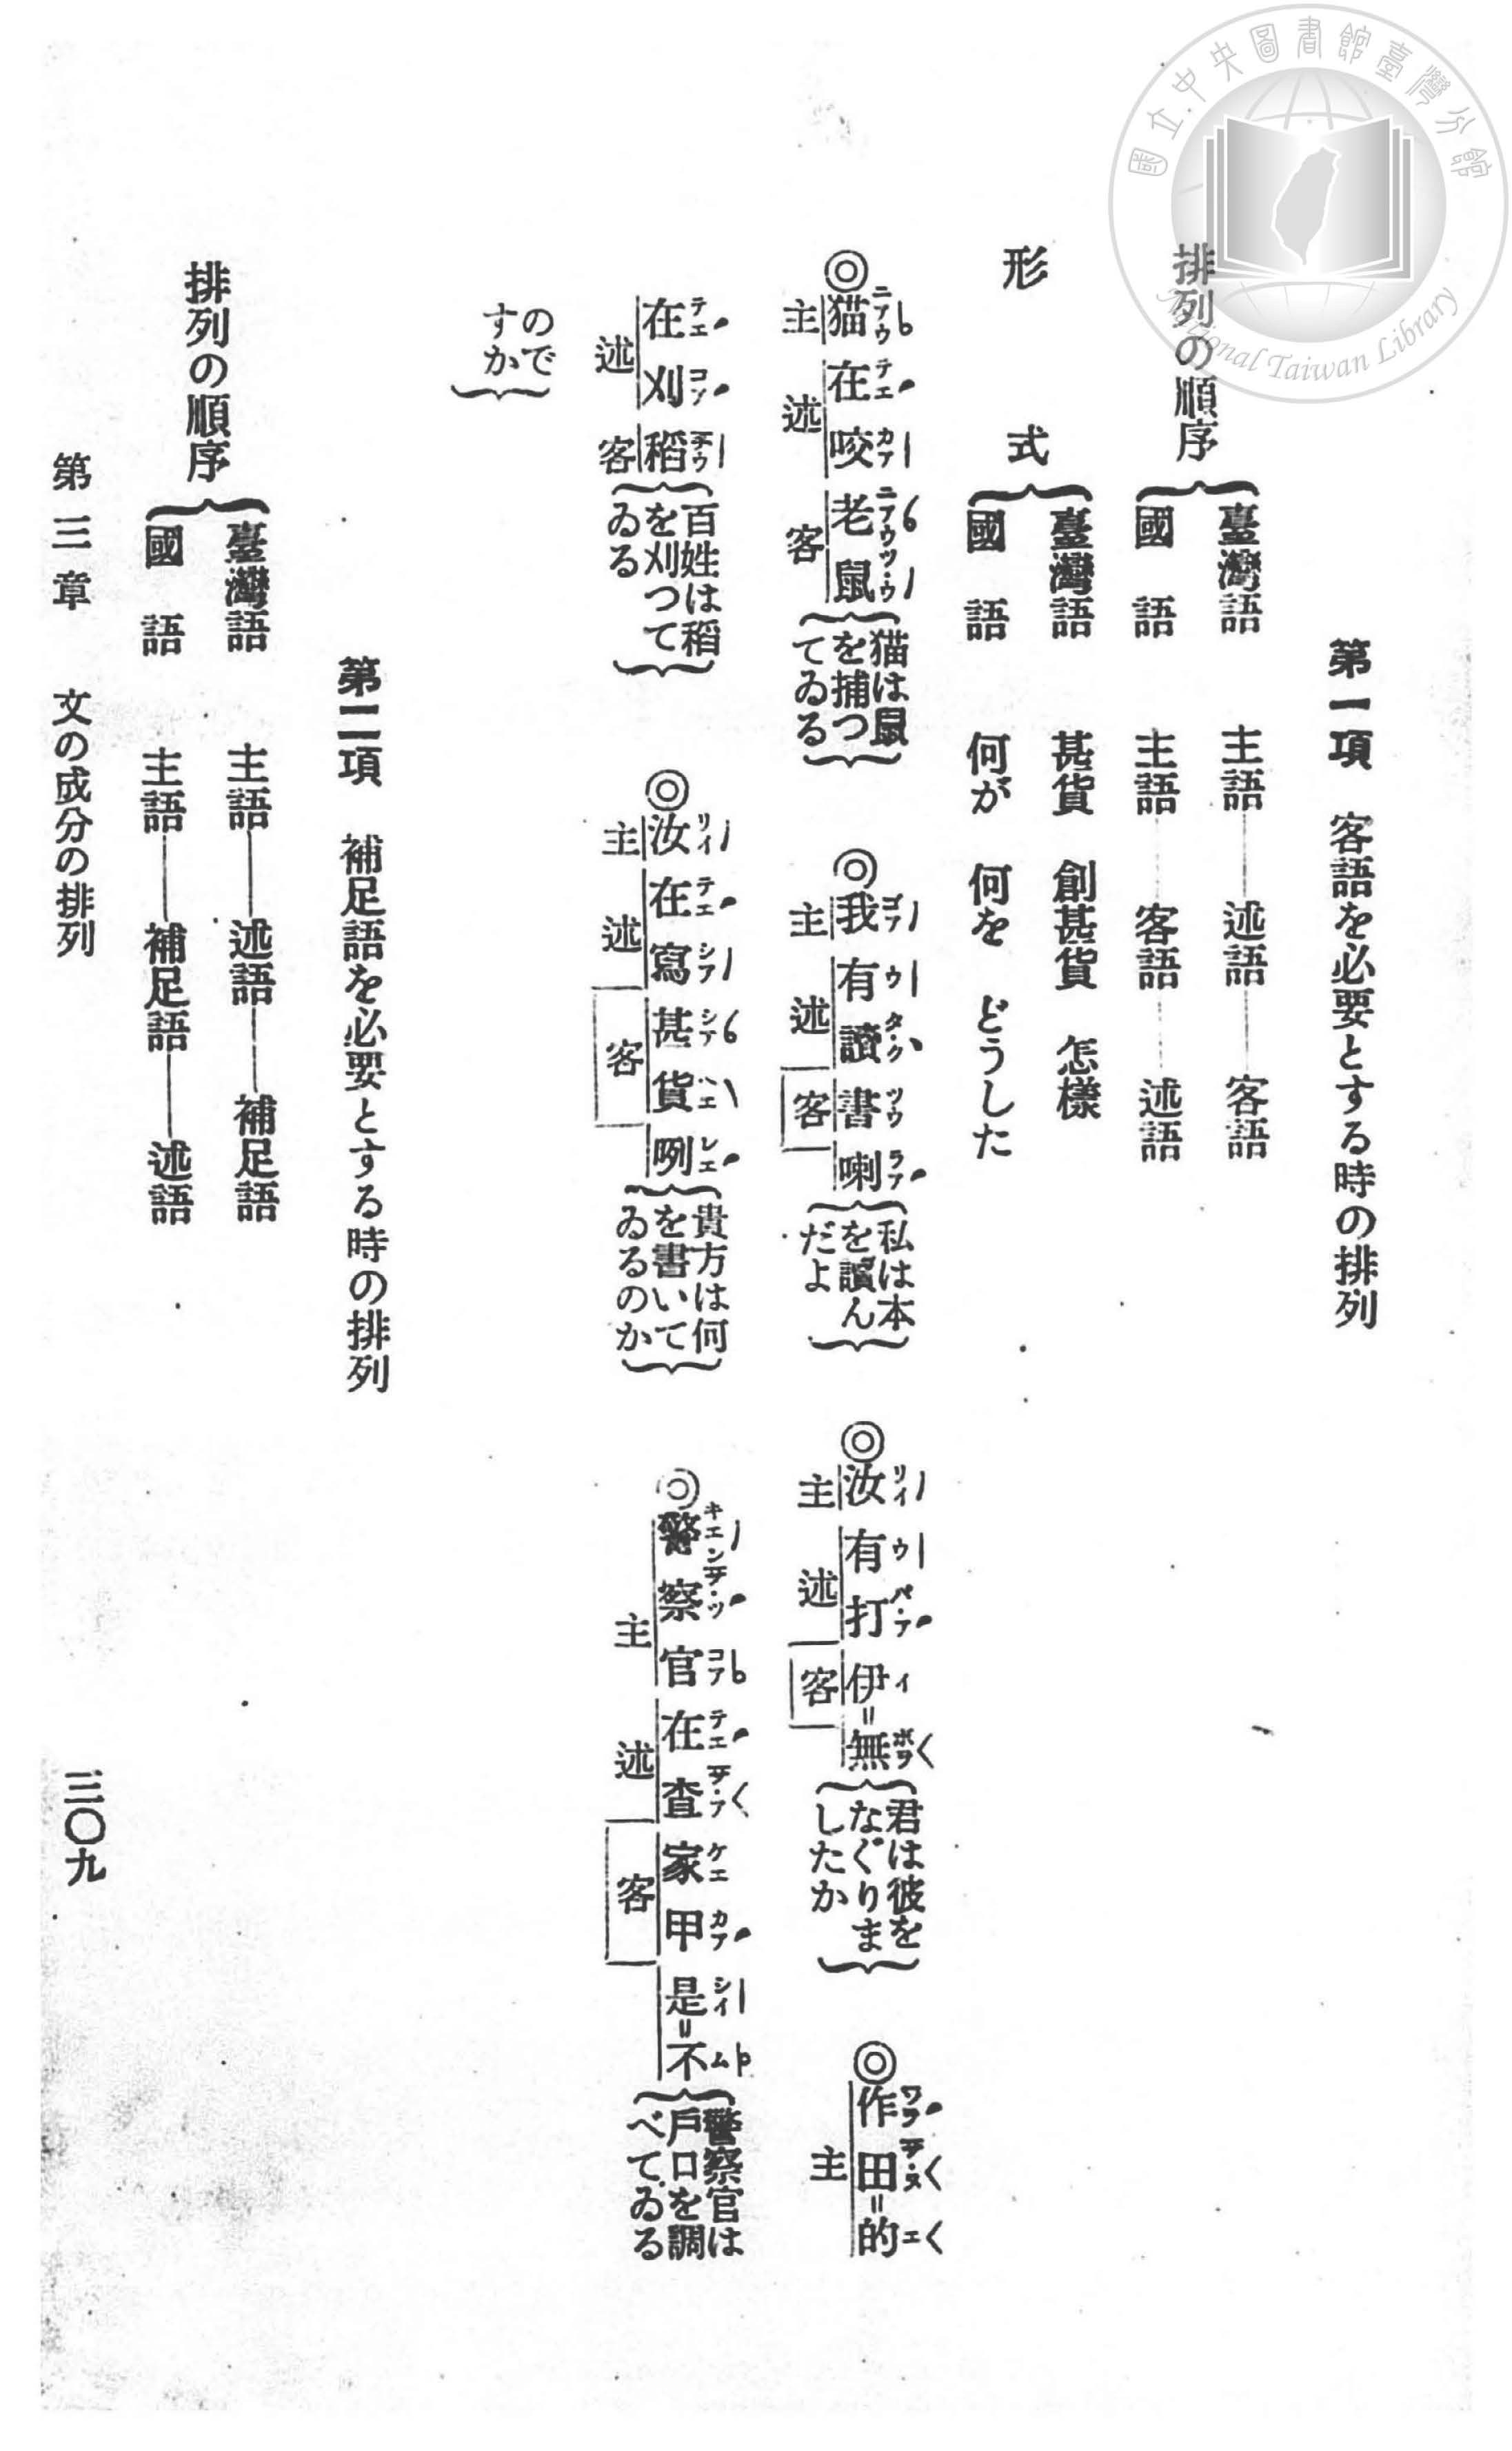 國立中央圖書館臺灣分館
National Taiwan Library
第一項　客語を必要とする時の排列
排列の順序
臺灣語　主語――述語――客語
國語　主語――客語――述語
形式
臺灣語　甚貨　創甚貨　怎樣
國語　何が　何を　どうした
◎猫在咬老鼠{猫は鼠を捕つてゐる}　◎我有讀書喇{私は本を讀んだよ}　◎汝有打伊=無{君は彼をなぐりましたか}　◎作田=的
主　述　客　主　述　客　主　述　客　主
在刈稻{百姓は稻を刈つてゐる}　◎汝在寫甚貨咧{貴方は何を書いてゐるのか}　◎警察官在査家甲是=不{警察官は戸口を調べてゐる
述　客　主　述　客　主　述　客
のですか}
第二項　補足語を必要とする時の排列
排列の順序
臺灣語　主語――述語――補足語
國語　主語――補足語――述語
第三章　文の成分の排列
三〇九